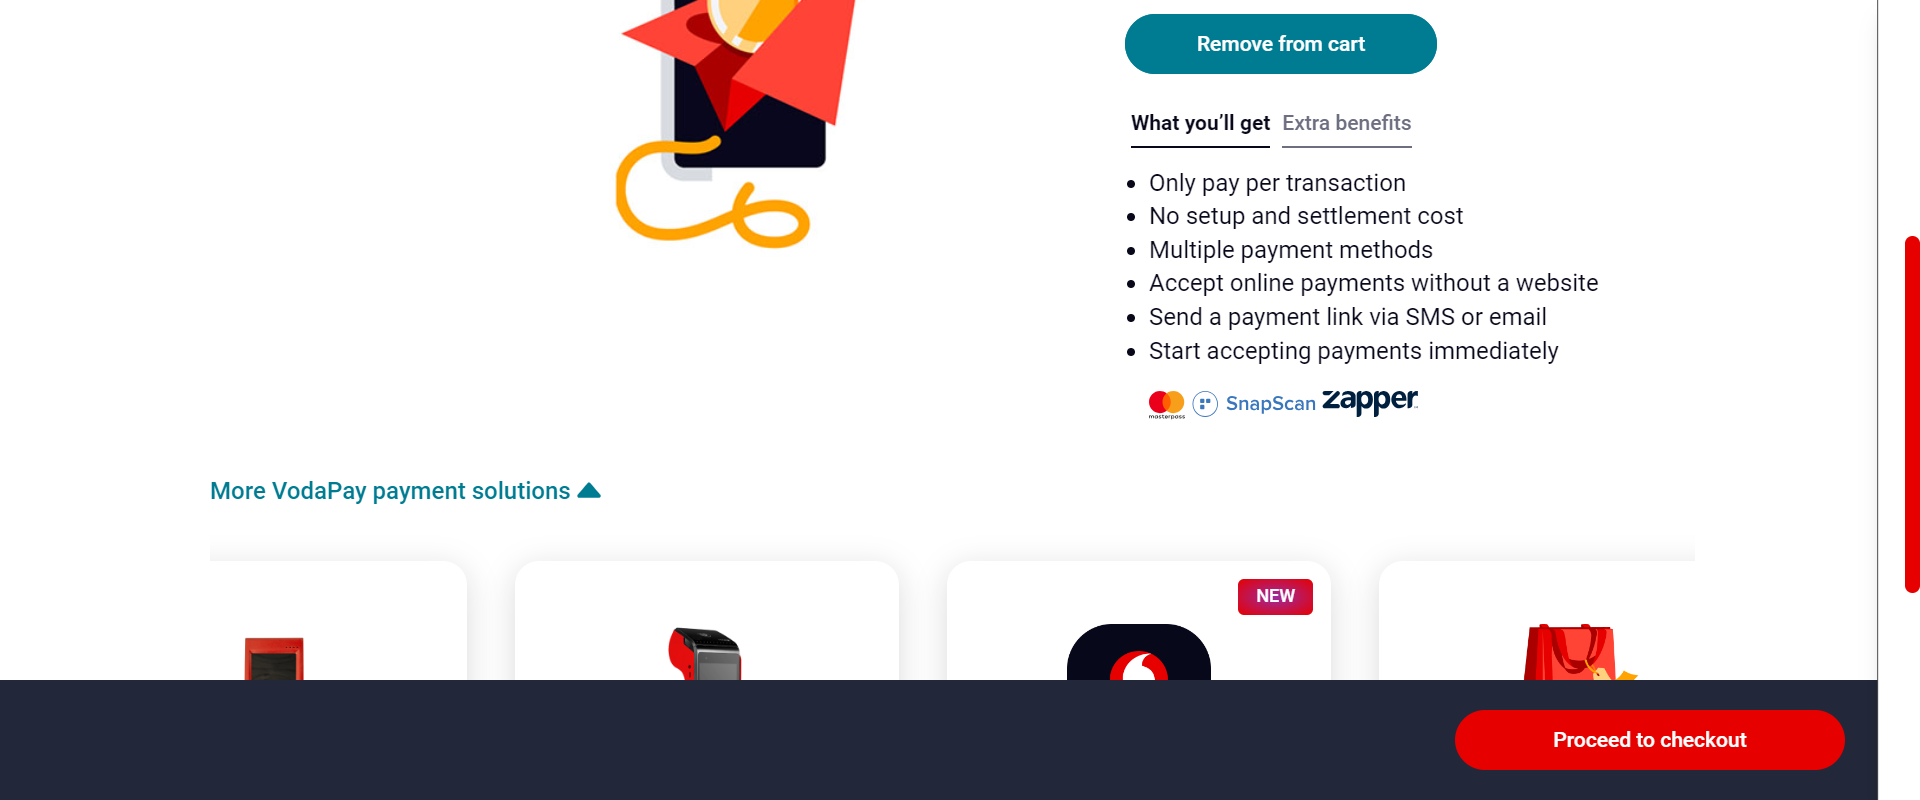 Remove from cart
What you’ll get Extra benefits
Only pay per transaction
No setup and settlement cost
Multiple payment methods
Accept online payments without a website
Send a payment link via SMS or email
Start accepting payments immediately
masterpass SnapScan zapper
More VodaPay payment solutions
NEW
Proceed to checkout